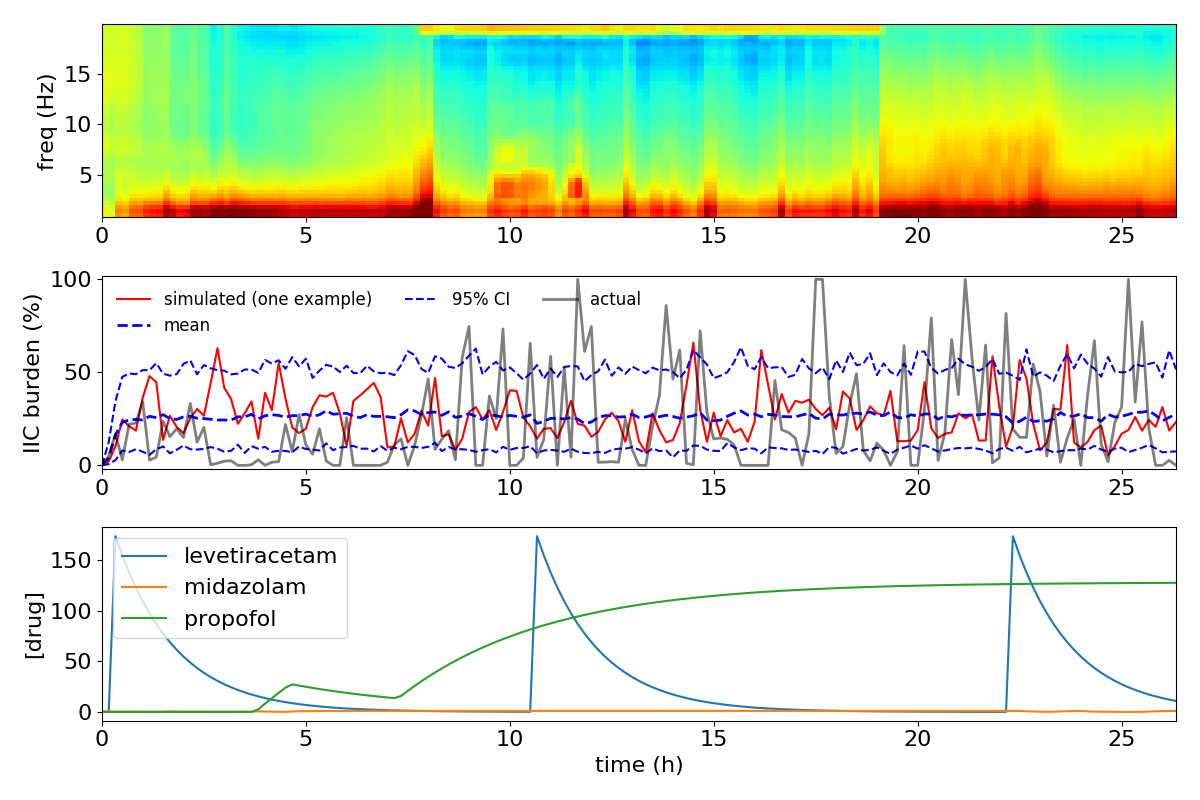 freq (Hz)
15
10
5
0 5 10 15 20 25
IIC burden (%)
100
50
0
simulated (one example)
mean
95% CI
actual
0 5 10 15 20 25
[drug]
150
100
50
0
levetiracetam
midazolam
propofol
0 5 10 15 20 25
time (h)